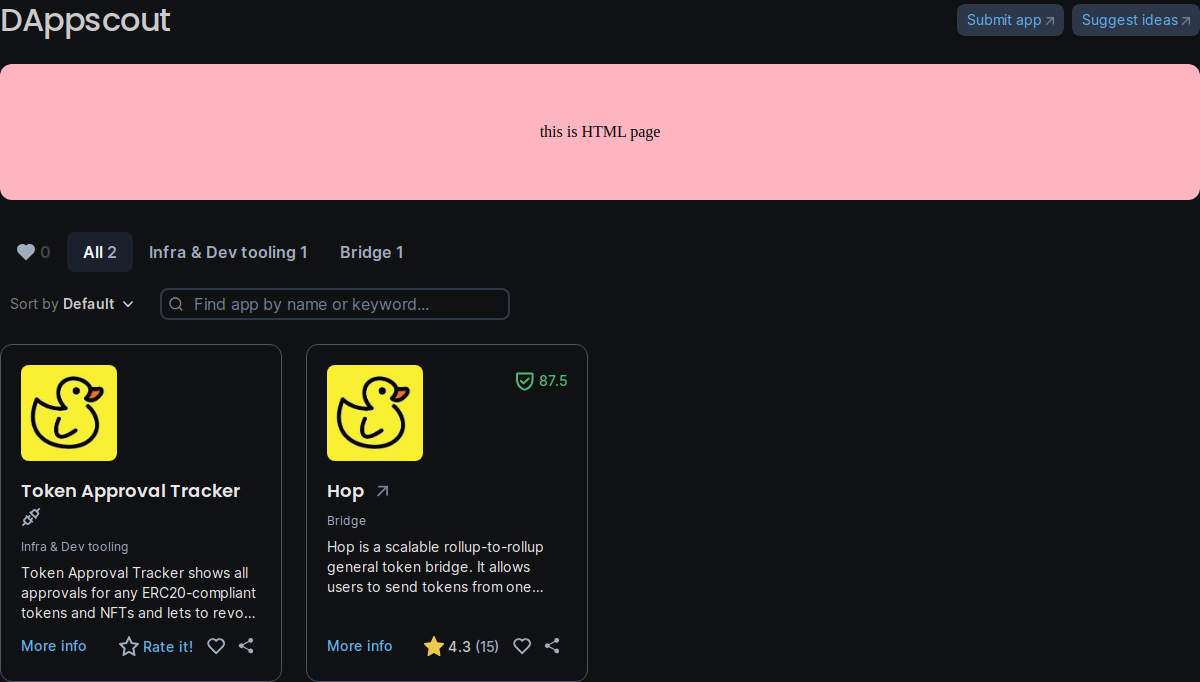 DAppscout
Submit app
Suggest ideas
this is HTML page
0
All 2
Infra & Dev tooling 1
Bridge 1
Sort by Default
Find app by name or keyword...
87.5
Token Approval Tracker
Infra & Dev tooling
Token Approval Tracker shows all
approvals for any ERC20-compliant
tokens and NFTs and lets to revo...
More info
Rate it!
Hop
Bridge
Hop is a scalable rollup-to-rollup
general token bridge. It allows
users to send tokens from one...
More info
4.3 (15)